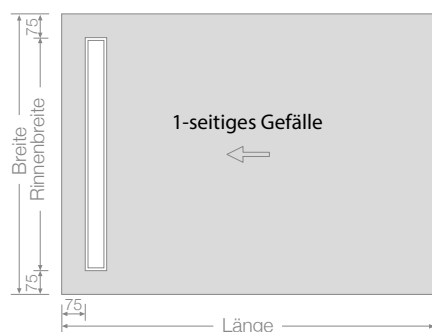 75
Breite
Rinnenbreite
1-seitiges Gefälle
75
75
Länge